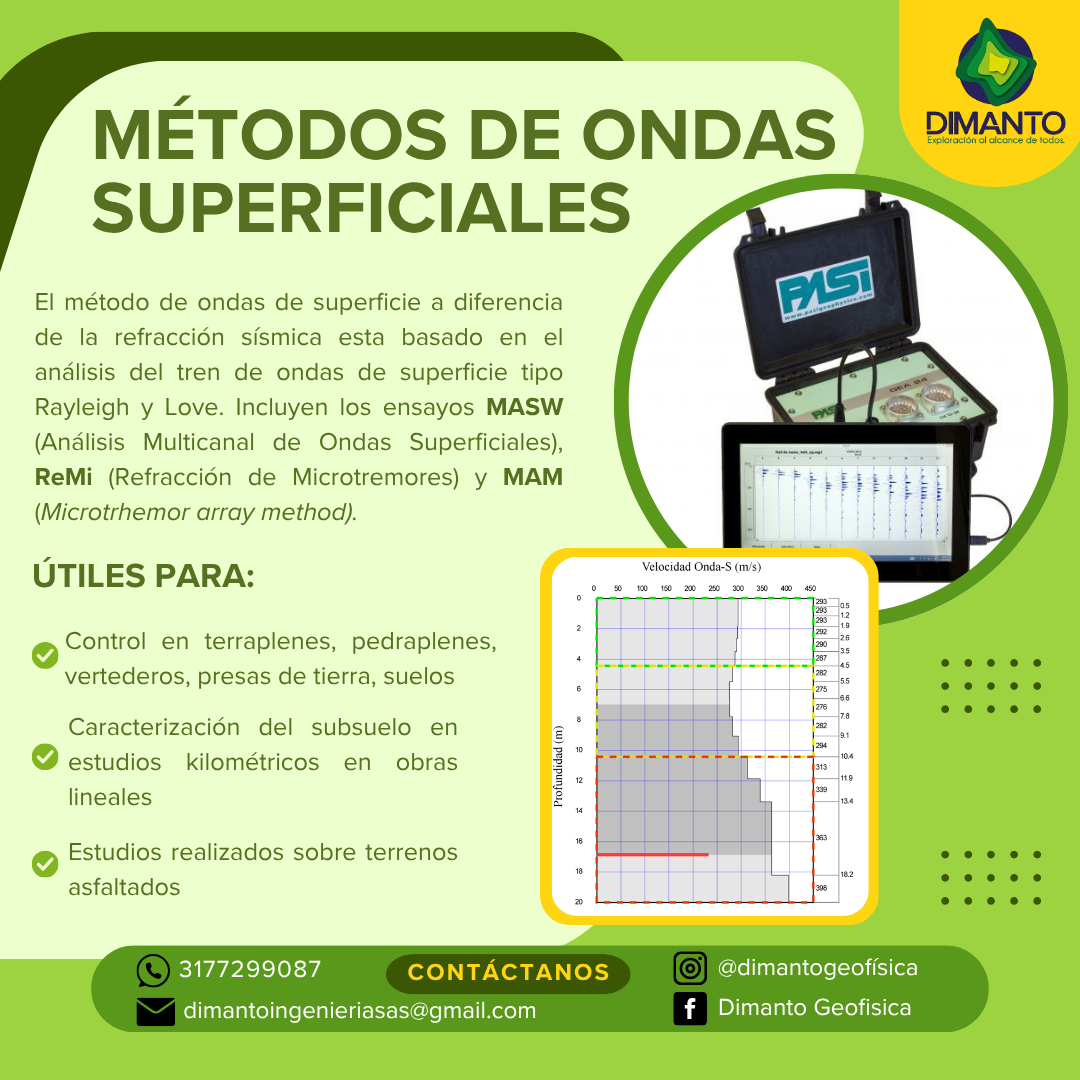 DIMANTO
Exploración al alcance de todos.
MÉTODOS DE ONDAS
SUPERFICIALES
El método de ondas de superficie a diferencia
de la refracción sísmica esta basado en el
análisis del tren de ondas de superficie tipo
Rayleigh y Love. Incluyen los ensayos MASW
(Análisis Multicanal de Ondas Superficiales),
ReMi (Refracción de Microtremores) y MAM
(Microtrhemor array method).
PASI
www.pasigeophysics.com
GEA 24
PASI
ÚTILES PARA:
Control en terraplenes, pedraplenes,
vertederos, presas de tierra, suelos
Caracterización del subsuelo en
estudios kilométricos en obras
lineales
Estudios realizados sobre terrenos
asfaltados
Velocidad Onda-S (m/s)
0 50 100 150 200 250 300 350 400 450
Profundidad (m)
0
2
4
6
8
10
12
14
16
18
20
293
293
293
292
290
287
282
275
276
282
294
313
339
363
398
0.5
1.2
1.9
2.6
3.5
4.5
5.5
6.6
7.8
9.1
10.4
11.9
13.4
18.2
3177299087
dimantoingenieriasas@gmail.com
CONTÁCTANOS
@dimantogeofísica
Dimanto Geofisica